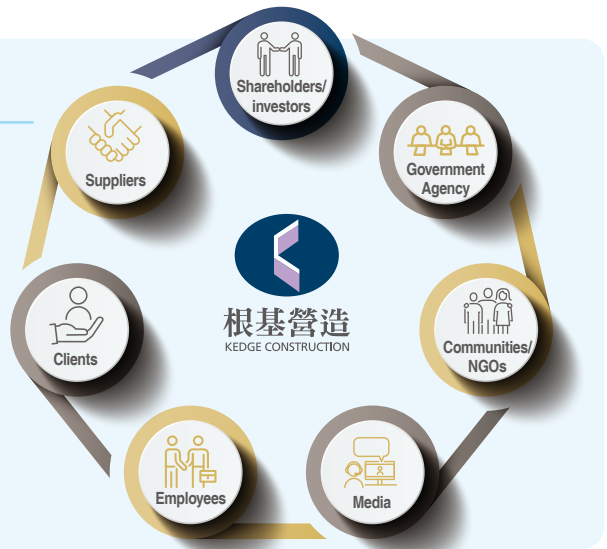 Shareholders/
investors
Government
Agency
Communities/
NGOs
Media
Employees
Clients
Suppliers
根基營造
KEDGE CONSTRUCTION